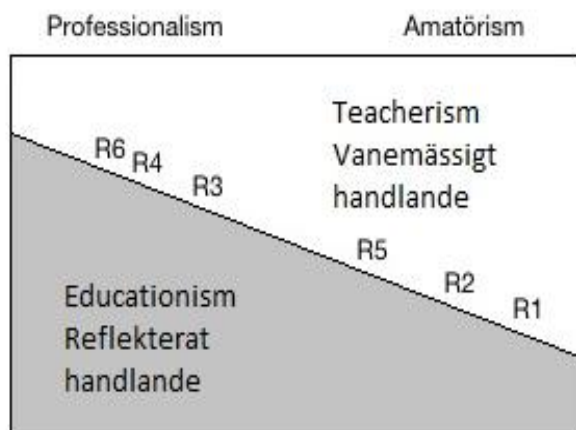 Professionalism Amatörism
Teacherism
Vanemässigt
handlande
R6
R4
R3
R5
R2
R1
Educationism
Reflekterat
handlande